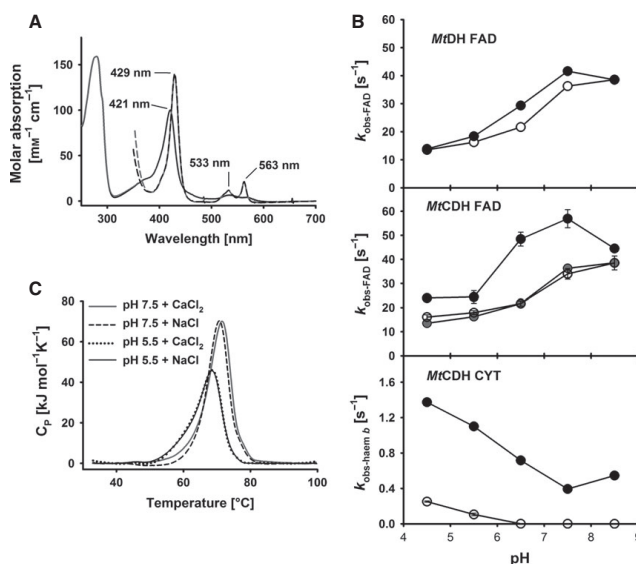 A
429 nm
421 nm
533 nm
563 nm
Molar absorption
[mM⁻¹ cm⁻¹]
150
100
50
0
300 400 500 600 700
Wavelength [nm]
C
pH 7.5 + CaCl₂
pH 7.5 + NaCl
pH 5.5 + CaCl₂
pH 5.5 + NaCl
Cₚ [kJ mol⁻¹K⁻¹]
80
60
40
20
0
40 60 80 100
Temperature [°C]
B
MtDH FAD
k obs-FAD [s⁻¹]
60
50
40
30
20
10
0
MtCDH FAD
k obs-FAD [s⁻¹]
60
50
40
30
20
10
0
MtCDH CYT
k obs-haem b [s⁻¹]
1.6
1.2
0.8
0.4
0.0
4 5 6 7 8 9
pH